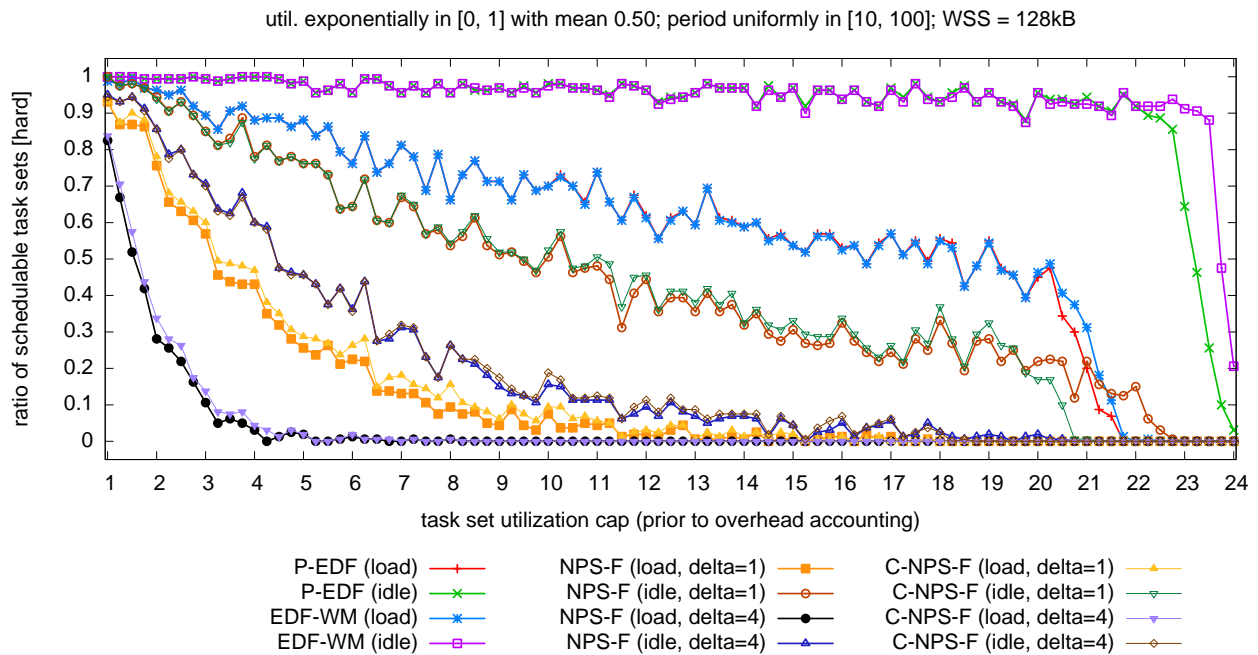 util. exponentially in [0, 1] with mean 0.50; period uniformly in [10, 100]; WSS = 128kB
ratio of schedulable task sets [hard]
1
0.9
0.8
0.7
0.6
0.5
0.4
0.3
0.2
0.1
0
1 2 3 4 5 6 7 8 9 10 11 12 13 14 15 16 17 18 19 20 21 22 23 24
task set utilization cap (prior to overhead accounting)
P-EDF (load)
P-EDF (idle)
EDF-WM (load)
EDF-WM (idle)
NPS-F (load, delta=1)
NPS-F (idle, delta=1)
NPS-F (load, delta=4)
NPS-F (idle, delta=4)
C-NPS-F (load, delta=1)
C-NPS-F (idle, delta=1)
C-NPS-F (load, delta=4)
C-NPS-F (idle, delta=4)